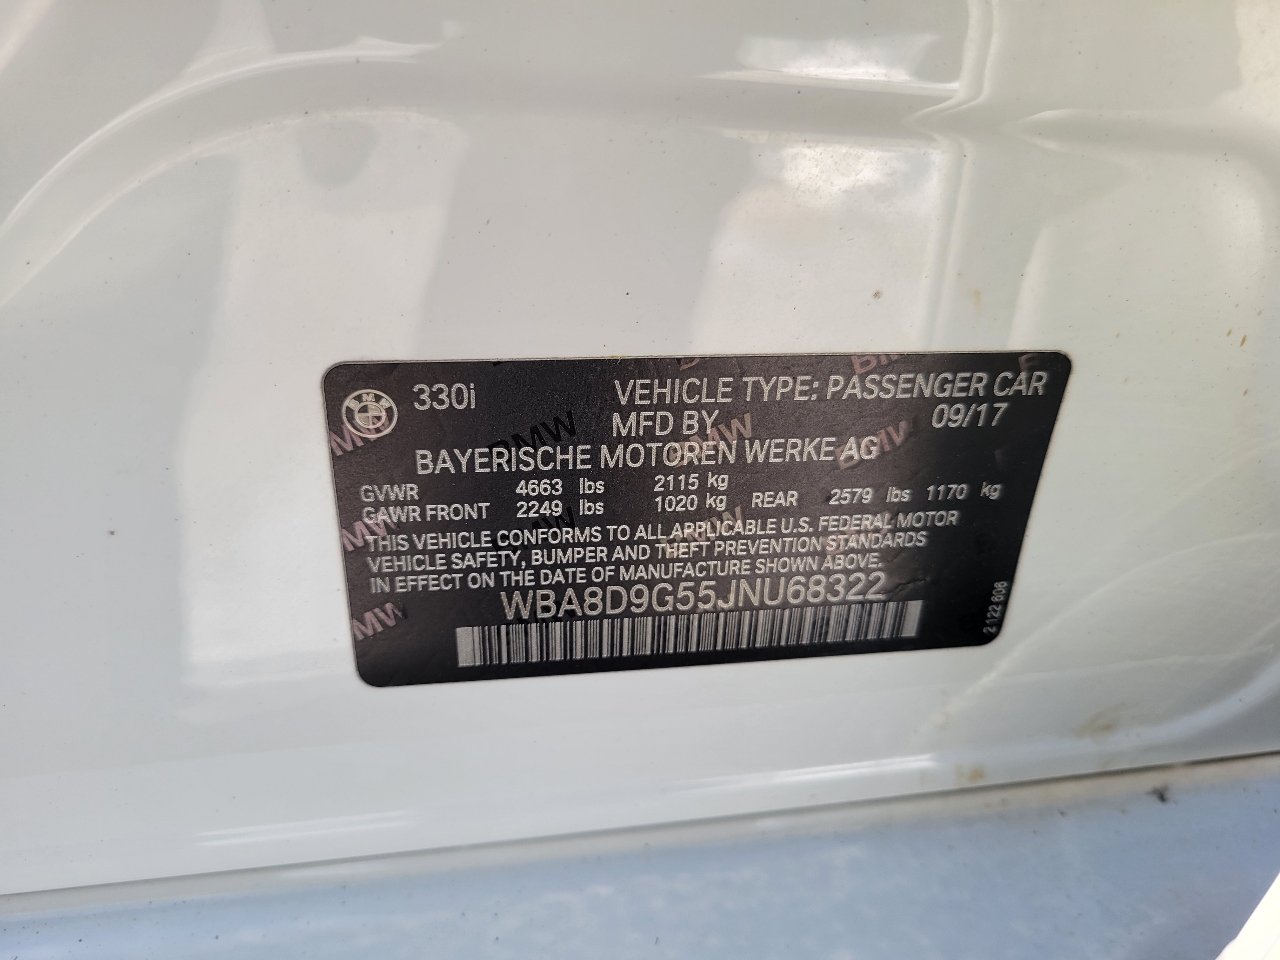 330i VEHICLE TYPE: PASSENGER CAR
MFD BY 09/17
BAYERISCHE MOTOREN WERKE AG
GVWR 4663 lbs 2115 kg
GAWR FRONT 2249 lbs 1020 kg REAR 2579 lbs 1170 kg
THIS VEHICLE CONFORMS TO ALL APPLICABLE U.S. FEDERAL MOTOR
VEHICLE SAFETY, BUMPER AND THEFT PREVENTION STANDARDS
IN EFFECT ON THE DATE OF MANUFACTURE SHOWN ABOVE.
WBA8D9G55JNU68322
2 122 606